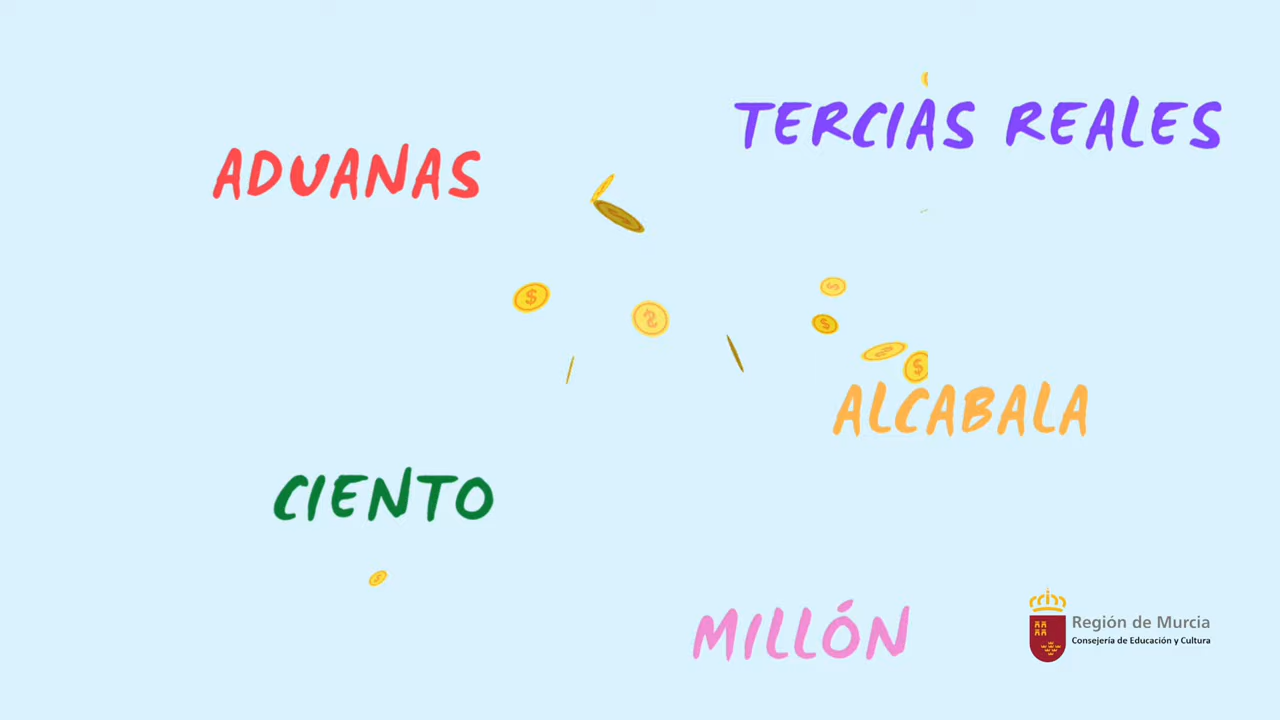 TERCIAS REALES
ADUANAS
ALCABALA
CIENTO
MILLÓN
Región de Murcia
Consejería de Educación y Cultura